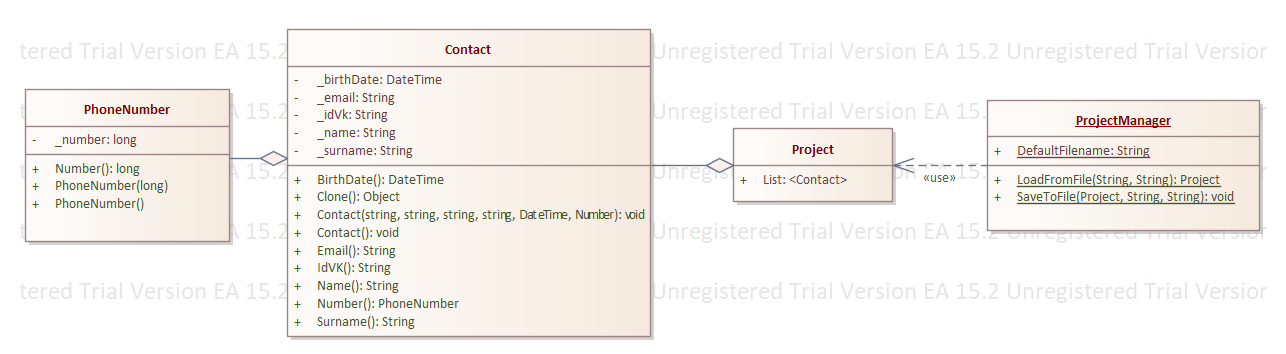 tered Trial Version EA 15.2
Unregistered Trial Version EA 15.2 Unregistered Trial Version
PhoneNumber
- _number: long
+ Number(): long
+ PhoneNumber(long)
+ PhoneNumber()
Contact
- _birthDate: DateTime
- _email: String
- _idVk: String
- _name: String
- _surname: String
+ BirthDate(): DateTime
+ Clone(): Object
+ Contact(string, string, string, string, DateTime, Number): void
+ Contact(): void
+ Email(): String
+ IdVK(): String
+ Name(): String
+ Number(): PhoneNumber
+ Surname(): String
Project
+ List: <Contact>
«use»
ProjectManager
+ DefaultFilename: String
+ LoadFromFile(String, String): Project
+ SaveToFile(Project, String, String): void
Unregistered Trial Version EA 15.2 Unregistered Trial Version
tered Trial Version EA 15.2
Unregistered Trial Version EA 15.2 Unregistered Trial Version